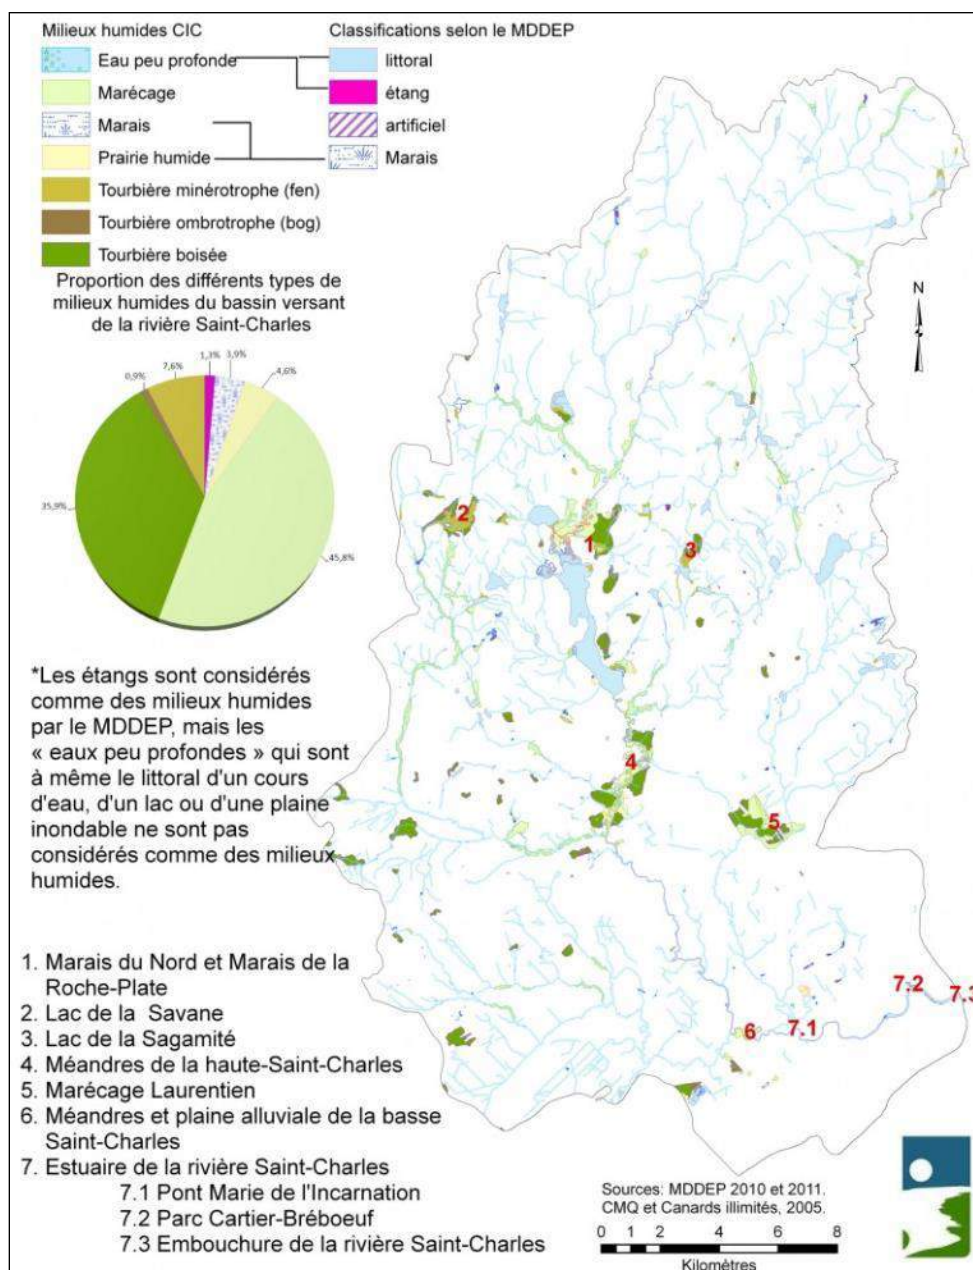 Milieux humides CIC
Eau peu profonde
Marécage
Marais
Prairie humide
Tourbière minérotrophe (fen)
Tourbière ombrotrophe (bog)
Tourbière boisée
Classifications selon le MDDEP
littoral
étang
artificiel
Marais
Proportion des différents types de
milieux humides du bassin versant
de la rivière Saint-Charles
0,9%
7,6%
1,3%
3,9%
4,6%
35,9%
45,8%
*Les étangs sont considérés
comme des milieux humides
par le MDDEP, mais les
« eaux peu profondes » qui sont
à même le littoral d'un cours
d'eau, d'un lac ou d'une plaine
inondable ne sont pas
considérés comme des milieux
humides.
N
2
1
3
4
5
6
7.1
7.2
7.3
1. Marais du Nord et Marais de la
Roche-Plate
2. Lac de la Savane
3. Lac de la Sagamité
4. Méandres de la haute-Saint-Charles
5. Marécage Laurentien
6. Méandres et plaine alluviale de la basse
Saint-Charles
7. Estuaire de la rivière Saint-Charles
7.1 Pont Marie de l'Incarnation
7.2 Parc Cartier-Bréboeuf
7.3 Embouchure de la rivière Saint-Charles
Sources: MDDEP 2010 et 2011.
CMQ et Canards illimités, 2005.
0 2 4 6 8
Kilomètres